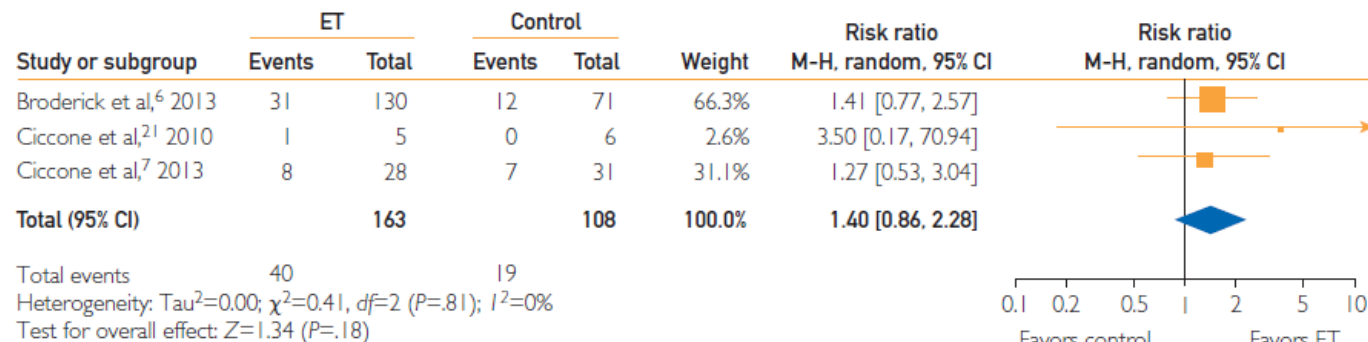 ET Control Risk ratio Risk ratio
Study or subgroup Events Total Events Total Weight M-H, random, 95% CI M-H, random, 95% CI
Broderick et al,⁶ 2013 31 130 12 71 66.3% 1.41 [0.77, 2.57]
Ciccone et al,²¹ 2010 1 5 0 6 2.6% 3.50 [0.17, 70.94]
Ciccone et al,⁷ 2013 8 28 7 31 31.1% 1.27 [0.53, 3.04]
Total (95% CI) 163 108 100.0% 1.40 [0.86, 2.28]
Total events 40 19
Heterogeneity: Tau²=0.00; χ²=0.41, df=2 (P=.81); I²=0%
Test for overall effect: Z=1.34 (P=.18)
0.1 0.2 0.5 1 2 5 10
Favors control Favors ET